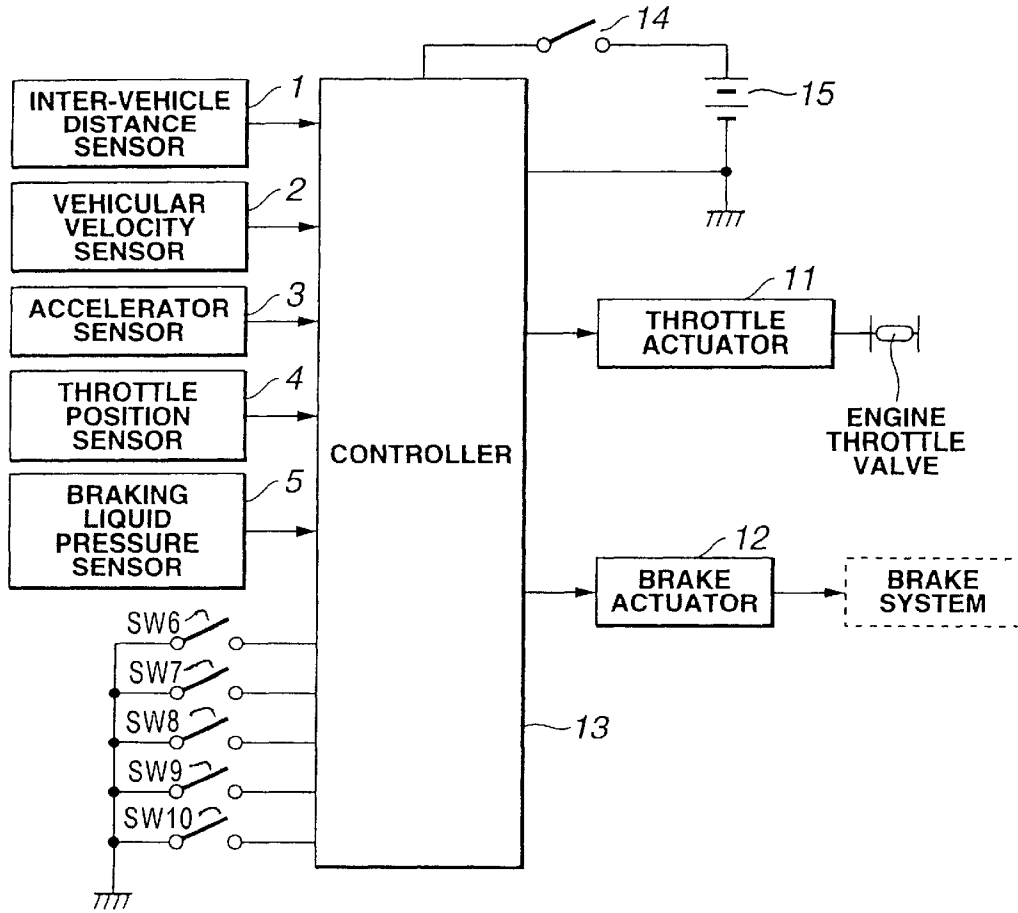 14
15
1
INTER-VEHICLE
DISTANCE
SENSOR
2
VEHICULAR
VELOCITY
SENSOR
3
ACCELERATOR
SENSOR
4
THROTTLE
POSITION
SENSOR
5
BRAKING
LIQUID
PRESSURE
SENSOR
SW6
SW7
SW8
SW9
SW10
CONTROLLER
13
11
THROTTLE
ACTUATOR
ENGINE
THROTTLE
VALVE
12
BRAKE
ACTUATOR
BRAKE
SYSTEM